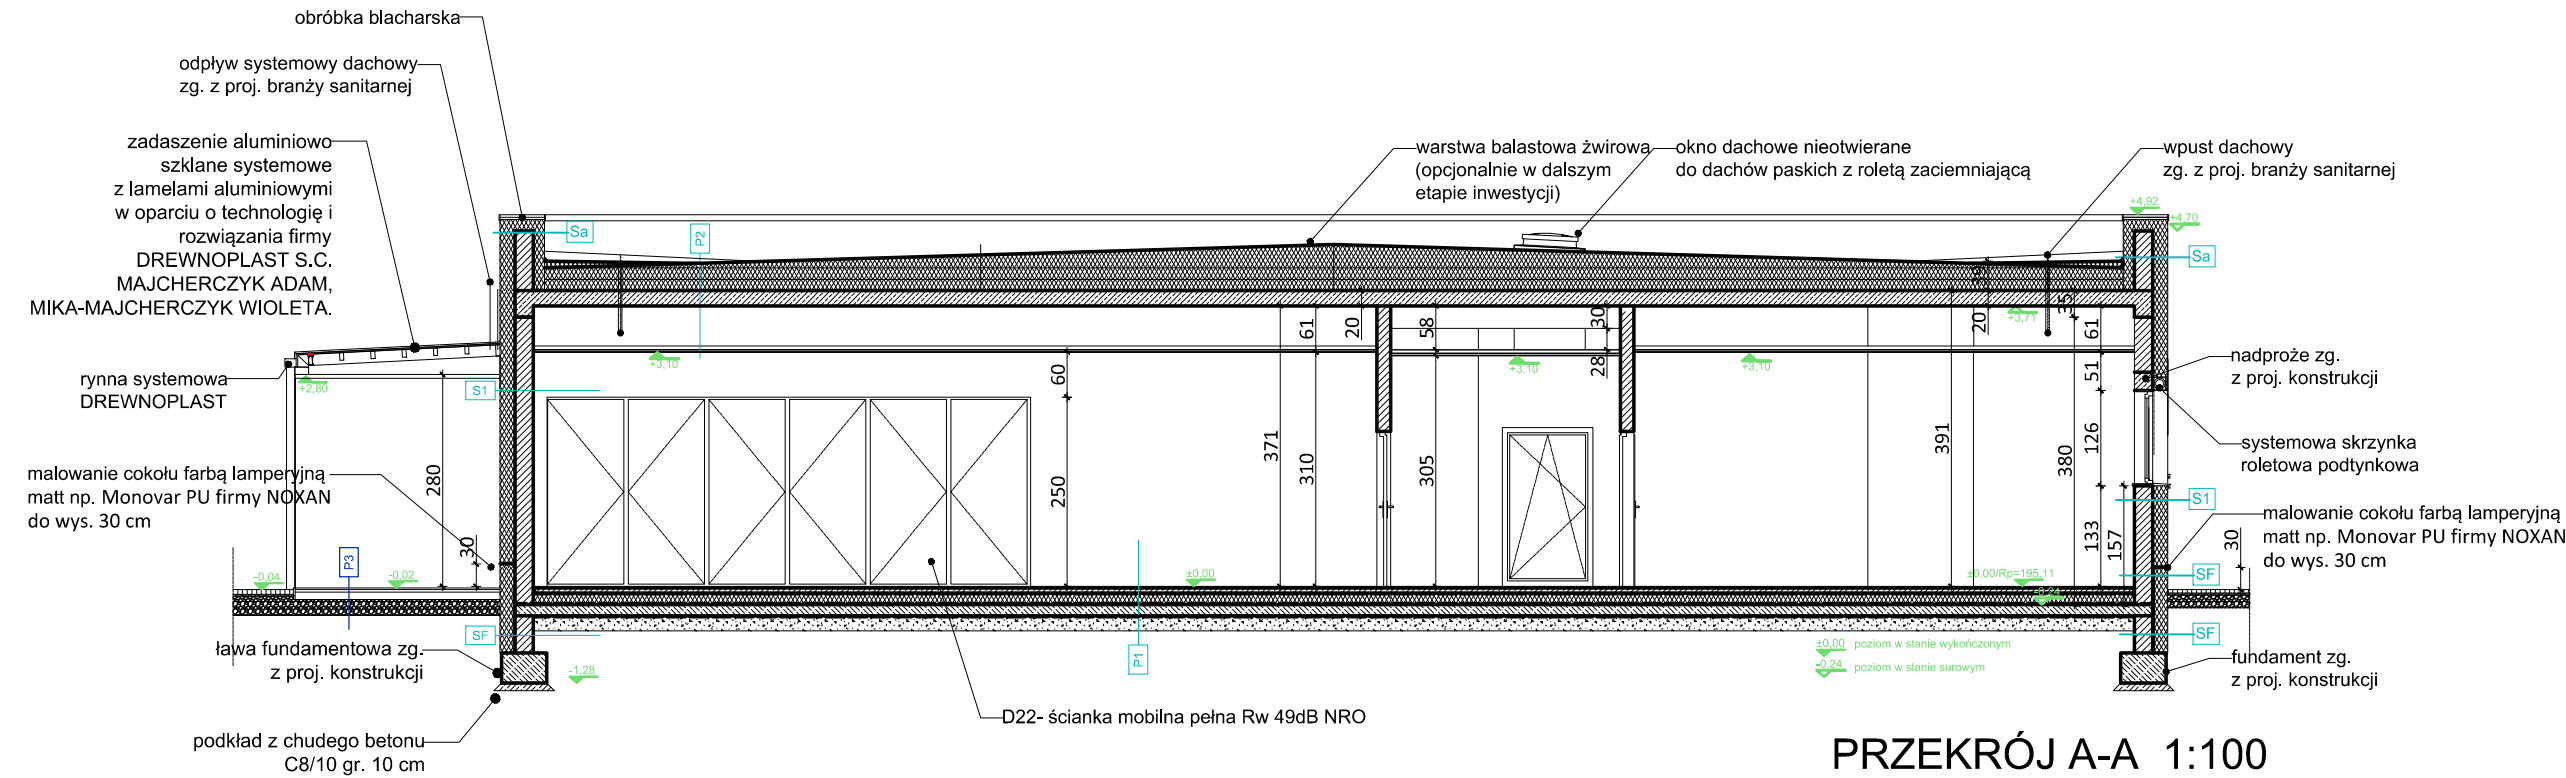 obróbka blacharska
odpływ systemowy dachowy
zg. z proj. branży sanitarnej
zadaszenie aluminiowo
szklane systemowe
z lamelami aluminiowymi
w oparciu o technologię i
rozwiązania firmy
DREWNOPLAST S.C.
MAJCHERCZYK ADAM,
MIKA-MAJCHERCZYK WIOLETA.
rynna systemowa
DREWNOPLAST
malowanie cokołu farbą lamperyjną
matt np. Monovar PU firmy NOXAN
do wys. 30 cm
ława fundamentowa zg.
z proj. konstrukcji
podkład z chudego betonu
C8/10 gr. 10 cm
warstwa balastowa żwirowa
(opcjonalnie w dalszym
etapie inwestycji)
okno dachowe nieotwierane
do dachów paskich z roletą zaciemniającą
wpust dachowy
zg. z proj. branży sanitarnej
+4,92
+4,70
Sa
P2
Sa
39
20
35
+3,71
61
20
58
30
28
61
51
+3,10
+3,10
+3,10
+2,80
S1
60
250
280
30
371
310
305
391
380
126
133
157
30
nadproże zg.
z proj. konstrukcji
systemowa skrzynka
roletowa podtynkowa
S1
malowanie cokołu farbą lamperyjną
matt np. Monovar PU firmy NOXAN
do wys. 30 cm
P3
-0,04
-0,02
±0,00
±0,00/Rp=195,11
-0,24
SF
SF
SF
P1
-1,28
±0,00 poziom w stanie wykończonym
-0,24 poziom w stanie surowym
fundament zg.
z proj. konstrukcji
D22- ścianka mobilna pełna Rw 49dB NRO
PRZEKRÓJ A-A 1:100